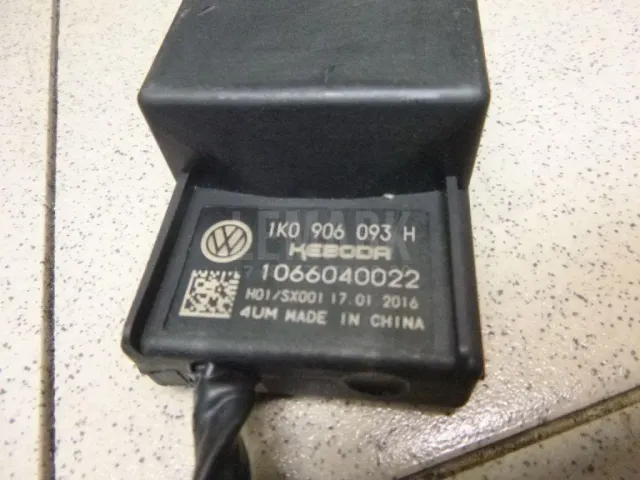 1K0 906 093 H
KEBODA
1066040022
H01/SX001 17.01 2016
4UM MADE IN CHINA